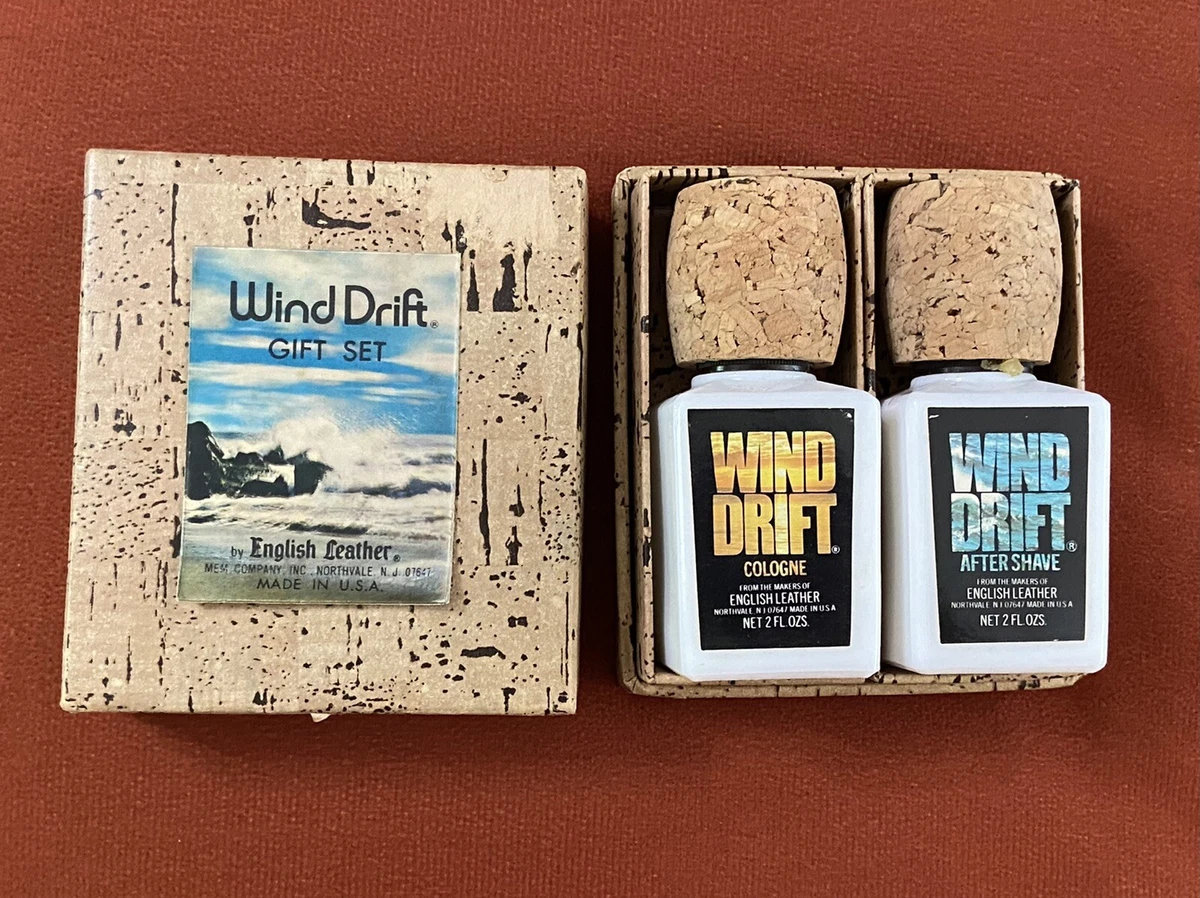 Wind Drift®
GIFT SET
by English Leather®
MEM COMPANY, INC., NORTHVALE, N. J. 07647
MADE IN U.S.A.
WIND
DRIFT®
COLOGNE
FROM THE MAKERS OF
ENGLISH LEATHER
NORTHVALE N J 07647 MADE IN U S A
NET 2 FL. OZS.
WIND
DRIFT®
AFTER SHAVE
FROM THE MAKERS OF
ENGLISH LEATHER
NORTHVALE N J 07647 MADE IN U S A
NET 2 FL. OZS.